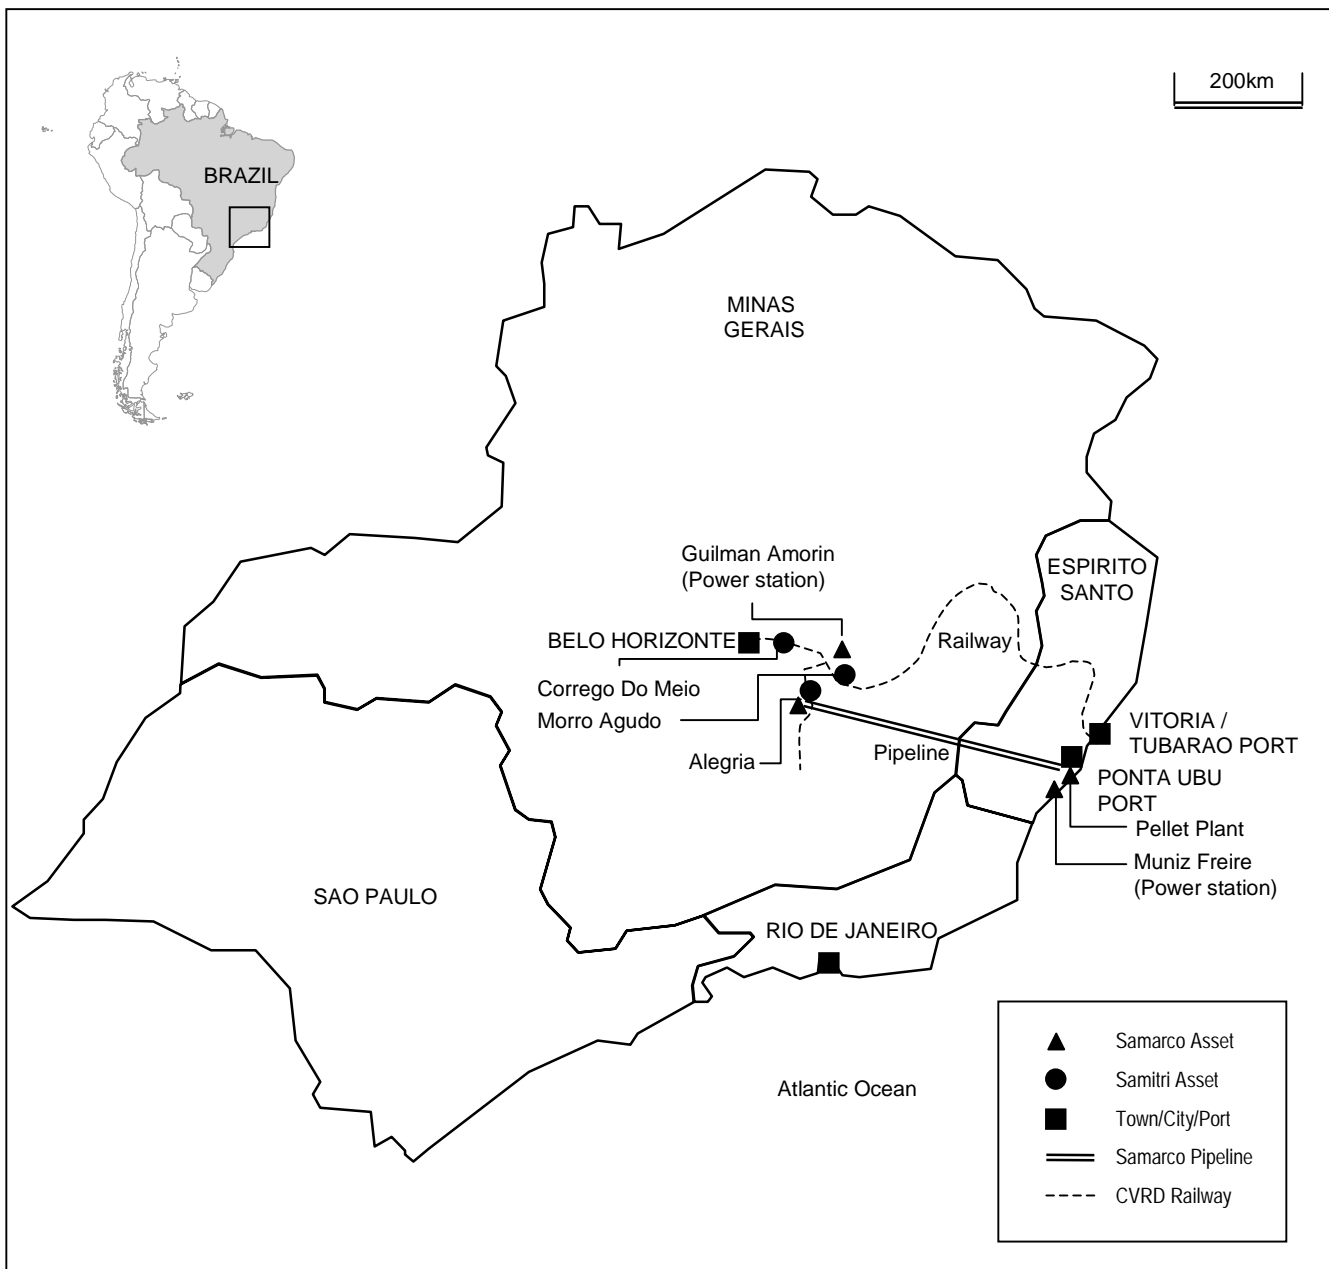 200km
BRAZIL
MINAS
GERAIS
Guilman Amorin
(Power station)
ESPIRITO
SANTO
BELO HORIZONTE
Railway
Corrego Do Meio
Morro Agudo
Alegria
Pipeline
VITORIA /
TUBARAO PORT
PONTA UBU
PORT
Pellet Plant
Muniz Freire
(Power station)
SAO PAULO
RIO DE JANEIRO
Atlantic Ocean
Samarco Asset
Samitri Asset
Town/City/Port
Samarco Pipeline
CVRD Railway